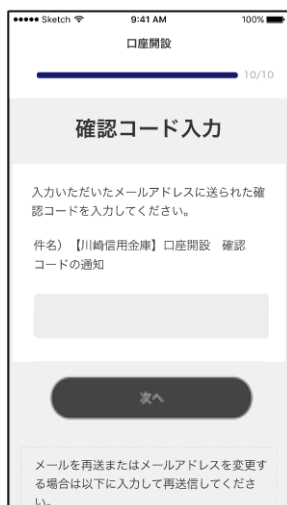 ●●●●● Sketch 9:41 AM 100%
口座開設
10/10
確認コード入力
入力いただいたメールアドレスに送られた確
認コードを入力してください。
件名）【川崎信用金庫】口座開設　確認
コードの通知
次へ
メールを再送またはメールアドレスを変更す
る場合は以下に入力して再送信してくださ
い。